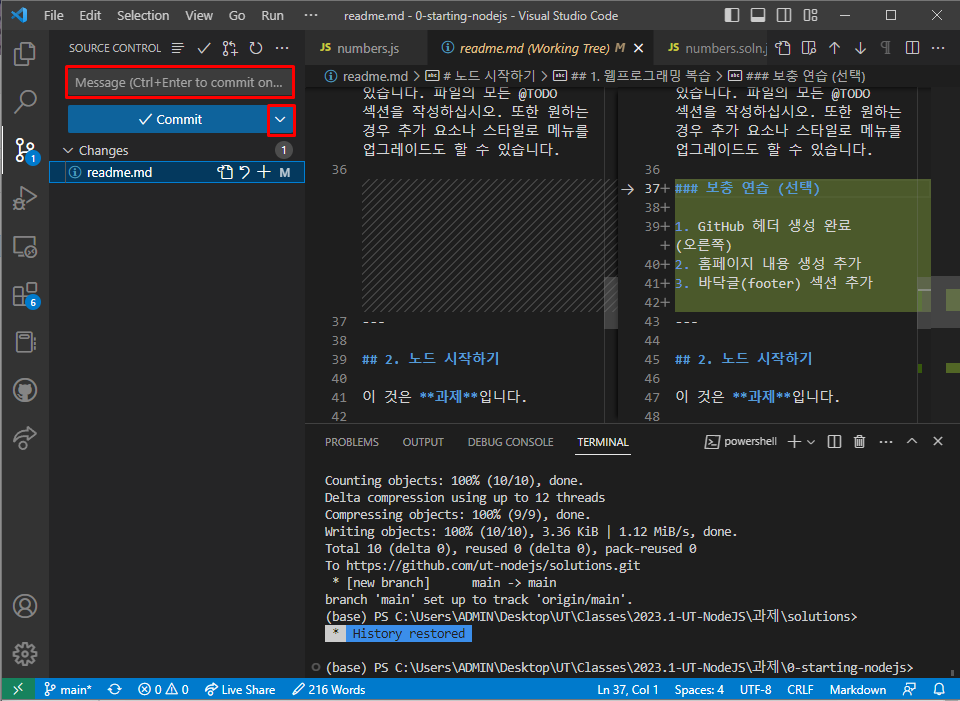 File Edit Selection View Go Run ··· readme.md - 0-starting-nodejs - Visual Studio Code
SOURCE CONTROL
numbers.js
readme.md (Working Tree) M
numbers.soln.j
Message (Ctrl+Enter to commit on...
Commit
Changes 1
readme.md M
1
6
readme.md > # 노드 시작하기 > ## 1. 웹프로그래밍 복습 > ### 보충 연습 (선택)
있습니다. 파일의 모든 @TODO
섹션을 작성하십시오. 또한 원하는
경우 추가 요소나 스타일로 메뉴를
업그레이드도 할 수 있습니다.
36
37 ---
38
39 ## 2. 노드 시작하기
40
41 이 것은 **과제**입니다.
42
있습니다. 파일의 모든 @TODO
섹션을 작성하십시오. 또한 원하는
경우 추가 요소나 스타일로 메뉴를
업그레이드도 할 수 있습니다.
36
37+ ### 보충 연습 (선택)
38+
39+ 1. GitHub 헤더 생성 완료
+ (오른쪽)
40+ 2. 홈페이지 내용 생성 추가
41+ 3. 바닥글(footer) 섹션 추가
42+
43 ---
44
45 ## 2. 노드 시작하기
46
47 이 것은 **과제**입니다.
48
PROBLEMS OUTPUT DEBUG CONSOLE TERMINAL powershell
Counting objects: 100% (10/10), done.
Delta compression using up to 12 threads
Compressing objects: 100% (9/9), done.
Writing objects: 100% (10/10), 3.36 KiB | 1.12 MiB/s, done.
Total 10 (delta 0), reused 0 (delta 0), pack-reused 0
To https://github.com/ut-nodejs/solutions.git
* [new branch] main -> main
branch 'main' set up to track 'origin/main'.
(base) PS C:\Users\ADMIN\Desktop\UT\Classes\2023.1-UT-NodeJS\과제\solutions>
* History restored
(base) PS C:\Users\ADMIN\Desktop\UT\Classes\2023.1-UT-NodeJS\과제\0-starting-nodejs>
main* 0 0 Live Share 216 Words Ln 37, Col 1 Spaces: 4 UTF-8 CRLF Markdown